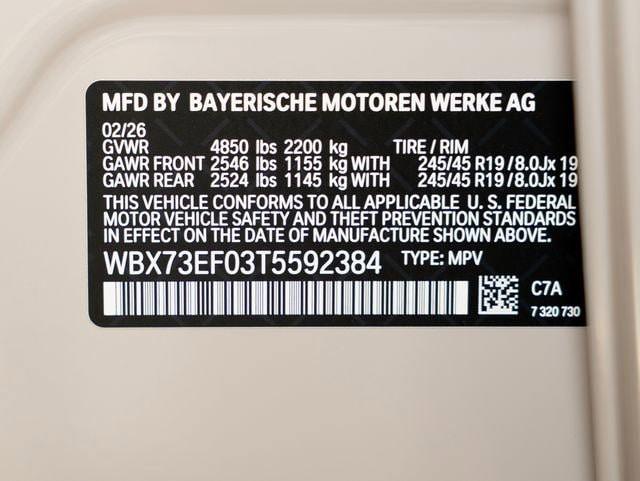 MFD BY BAYERISCHE MOTOREN WERKE AG
02/26
GVWR 4850 lbs 2200 kg TIRE / RIM
GAWR FRONT 2546 lbs 1155 kg WITH 245/45 R19 / 8.0Jx 19
GAWR REAR 2524 lbs 1145 kg WITH 245/45 R19 / 8.0Jx 19
THIS VEHICLE CONFORMS TO ALL APPLICABLE U. S. FEDERAL
MOTOR VEHICLE SAFETY AND THEFT PREVENTION STANDARDS
IN EFFECT ON THE DATE OF MANUFACTURE SHOWN ABOVE.
WBX73EF03T5592384 TYPE: MPV
C7A
7 320 730